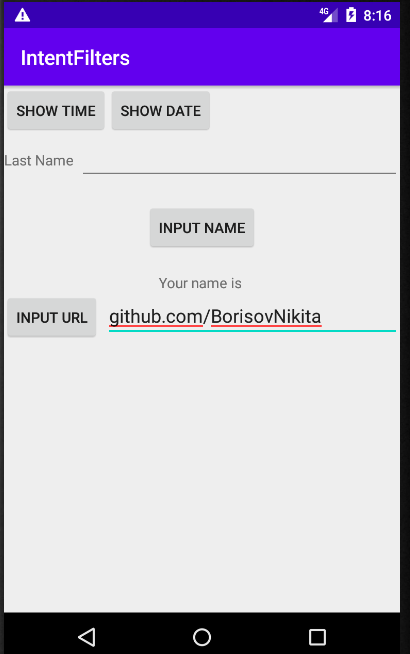 4G 8:16
IntentFilters
SHOW TIME SHOW DATE
Last Name
INPUT NAME
Your name is
INPUT URL github.com/BorisovNikita